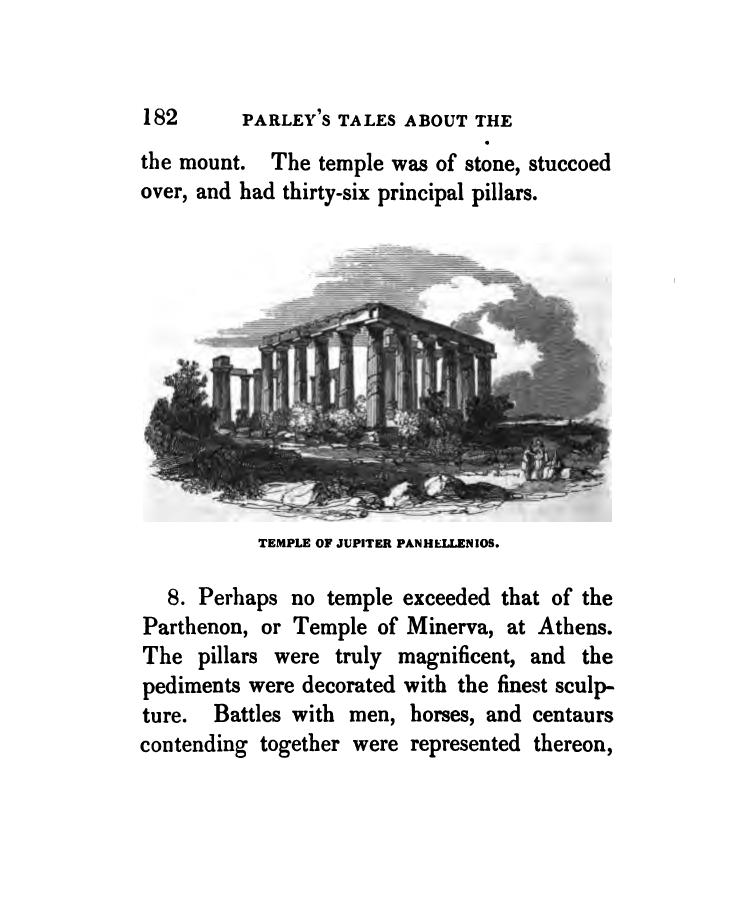 182 PARLEY'S TALES ABOUT THE
the mount. The temple was of stone, stuccoed
over, and had thirty-six principal pillars.
TEMPLE OF JUPITER PANHELLENIOS.
8. Perhaps no temple exceeded that of the
Parthenon, or Temple of Minerva, at Athens.
The pillars were truly magnificent, and the
pediments were decorated with the finest sculp-
ture. Battles with men, horses, and centaurs
contending together were represented thereon,